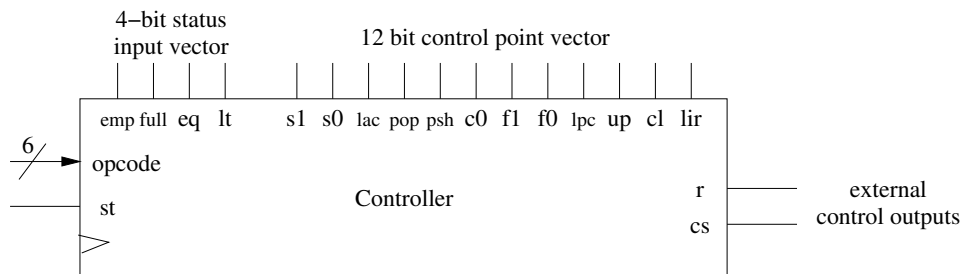 4−bit status
input vector
12 bit control point vector
emp full eq lt s1 s0 lac pop psh c0 f1 f0 lpc up cl lir
6
opcode
st
Controller
r
cs
external
control outputs